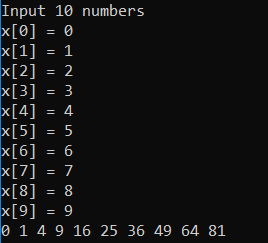 Input 10 numbers
x[0] = 0
x[1] = 1
x[2] = 2
x[3] = 3
x[4] = 4
x[5] = 5
x[6] = 6
x[7] = 7
x[8] = 8
x[9] = 9
0 1 4 9 16 25 36 49 64 81